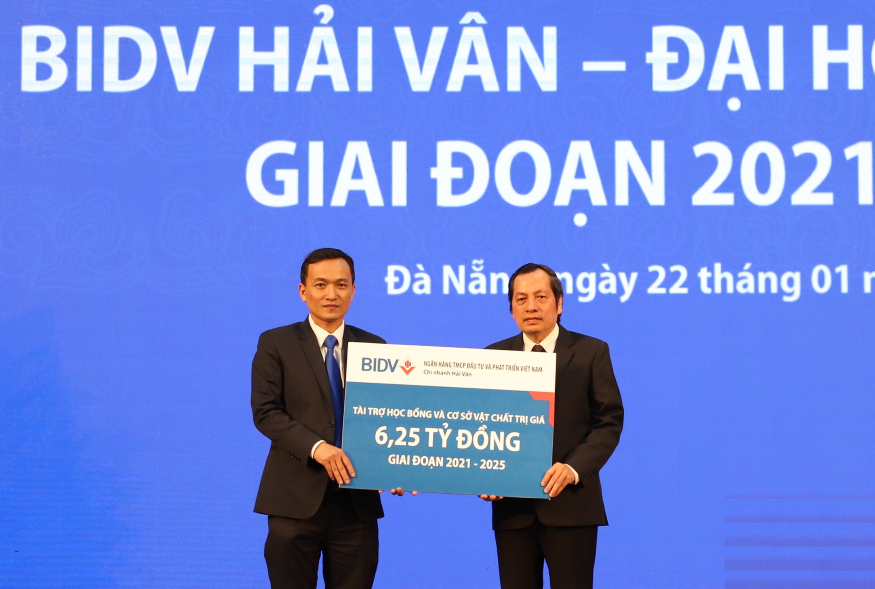 BIDV HẢI VÂN – ĐẠI
GIAI ĐOẠN 2021
Đà Nẵng, ngày 22 tháng 01
BIDV
NGÂN HÀNG TMCP ĐẦU TƯ VÀ PHÁT TRIỂN VIỆT NAM
Chi nhánh Hải Vân
TÀI TRỢ HỌC BỔNG VÀ CƠ SỞ VẬT CHẤT TRỊ GIÁ
6,25 TỶ ĐỒNG
GIAI ĐOẠN 2021 - 2025